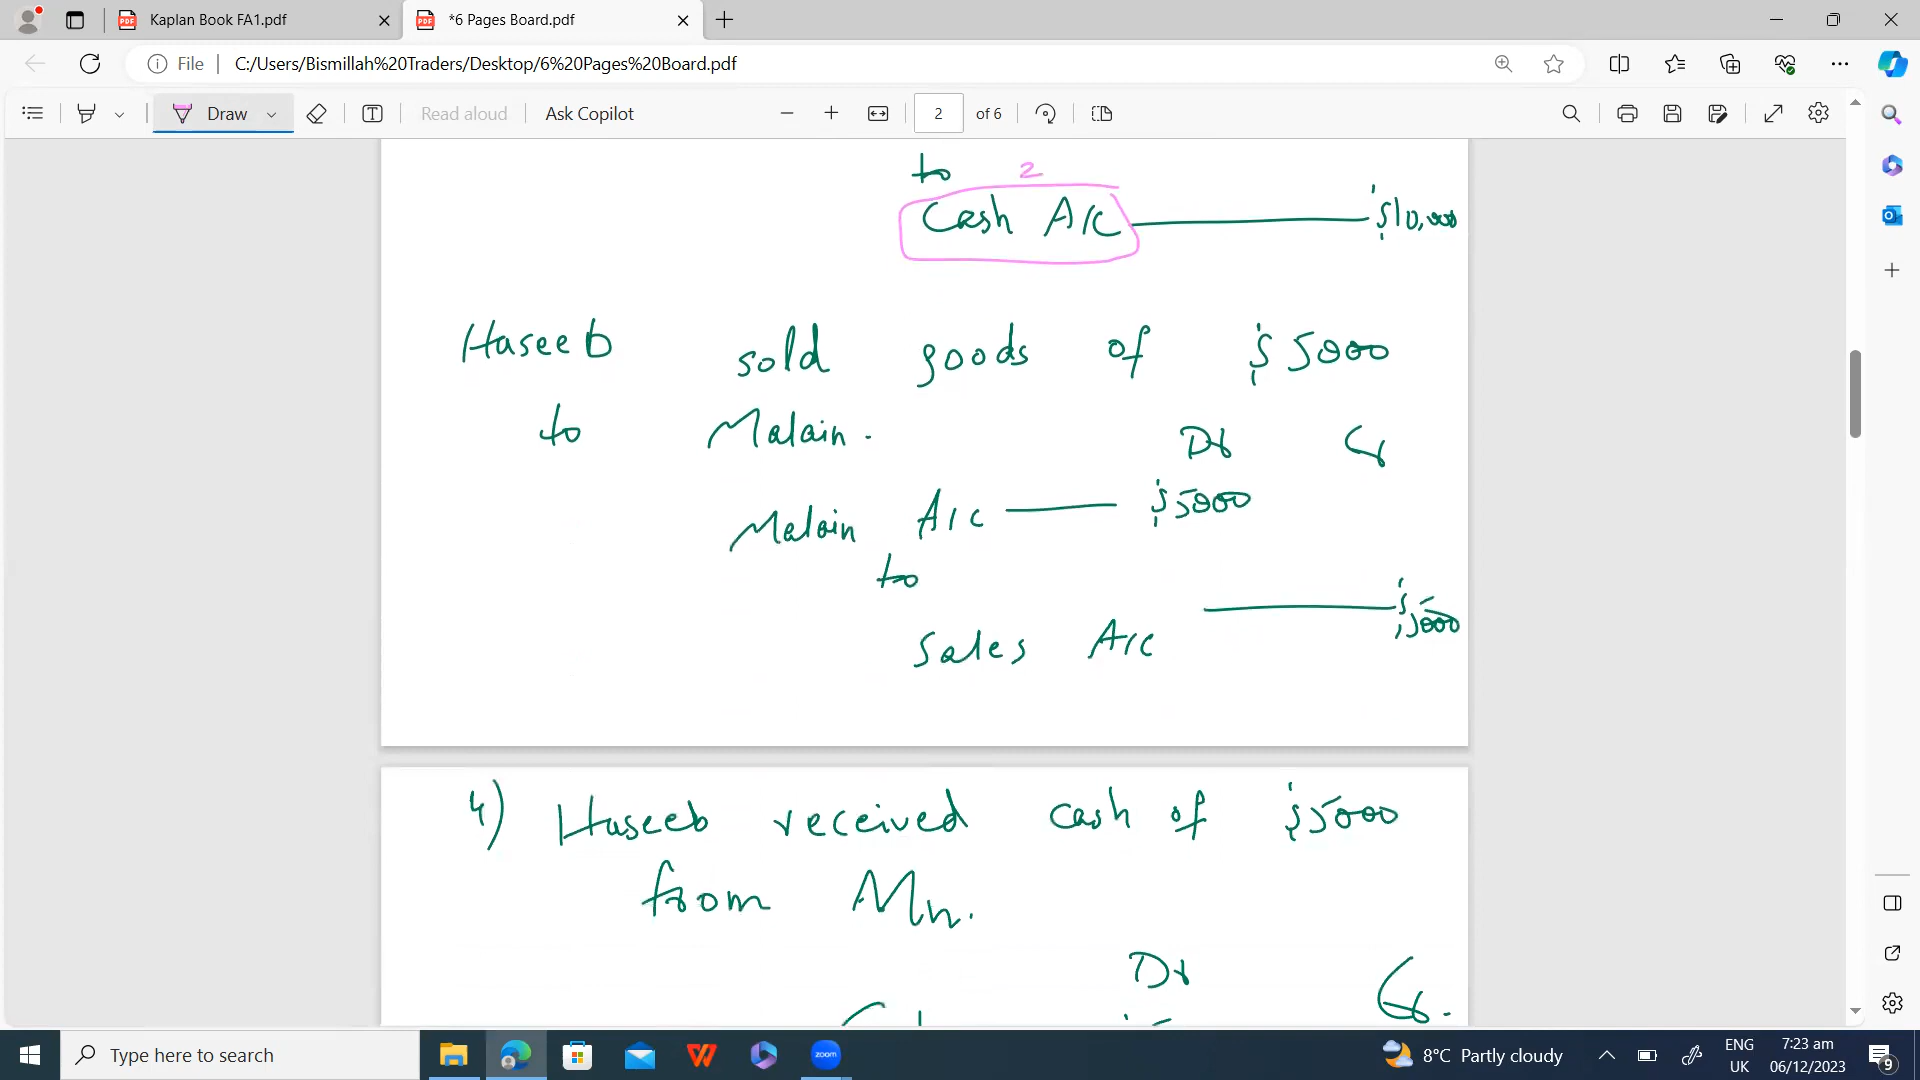 Kaplan Book FA1.pdf
*6 Pages Board.pdf
File
C:/Users/Bismillah%20Traders/Desktop/6%20Pages%20Board.pdf
Draw
Read aloud
Ask Copilot
2
of 6
to 2
Cash A/c $10,000
Haseeb sold goods of $5000
to Malain.
Dr Cr
Malain A/c $5000
to
Sales A/c $5000
4) Haseeb received cash of $5000
from Mn.
Dr Cr.
Type here to search
zoom
8°C Partly cloudy
ENG
UK
7:23 am
06/12/2023
9